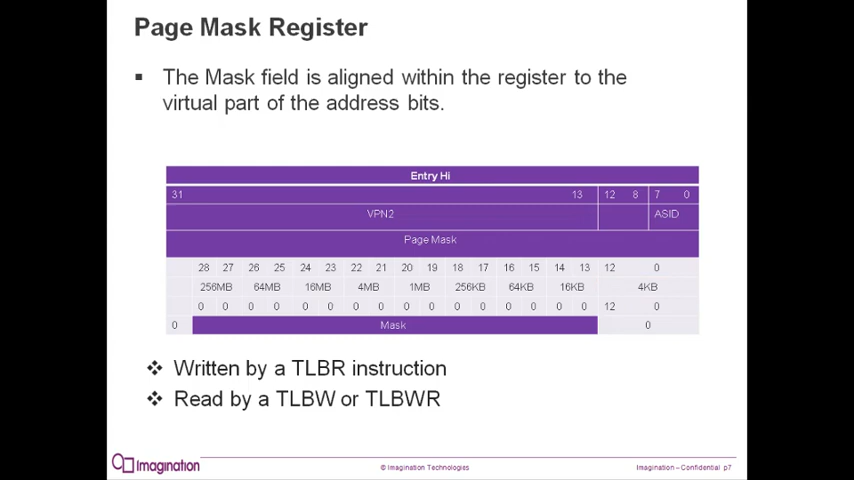 Page Mask Register
▪ The Mask field is aligned within the register to the
virtual part of the address bits.
Entry Hi
31 13 12 8 7 0
VPN2 ASID
Page Mask
28 27 26 25 24 23 22 21 20 19 18 17 16 15 14 13 12 0
256MB 64MB 16MB 4MB 1MB 256KB 64KB 16KB 4KB
0 0 0 0 0 0 0 0 0 0 0 0 0 0 0 0 12 0
0 Mask 0
❖ Written by a TLBR instruction
❖ Read by a TLBW or TLBWR
Imagination © Imagination Technologies Imagination – Confidential p7